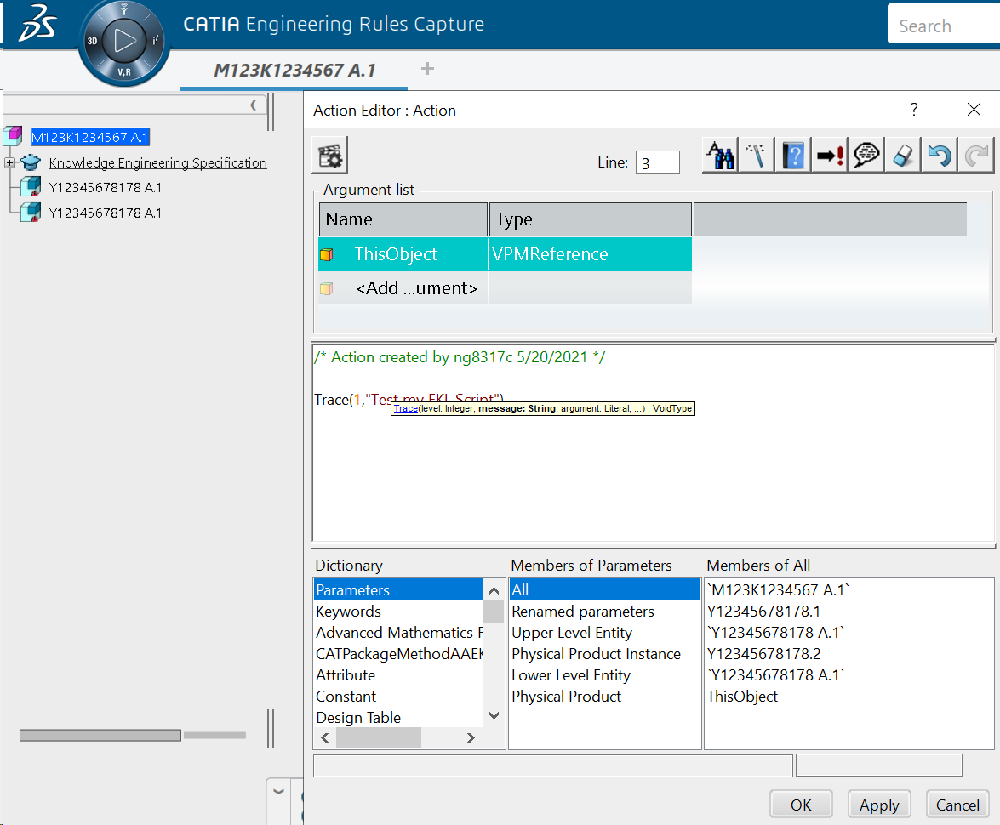 CATIA Engineering Rules Capture
Search
3D
V,R
M123K1234567 A.1
+
M123K1234567 A.1
Knowledge Engineering Specification
Y12345678178 A.1
Y12345678178 A.1
Action Editor : Action
?
Line: 3
Argument list
Name Type
ThisObject VPMReference
<Add ...ument>
/* Action created by ng8317c 5/20/2021 */
Trace(1,"Test my EKL Script")
Trace(level: Integer, message: String, argument: Literal, ...) : VoidType
Dictionary Members of Parameters Members of All
Parameters All `M123K1234567 A.1`
Keywords Renamed parameters Y12345678178.1
Advanced Mathematics F Upper Level Entity `Y12345678178 A.1`
CATPackageMethodAAEK Physical Product Instance Y12345678178.2
Attribute Lower Level Entity `Y12345678178 A.1`
Constant Physical Product ThisObject
Design Table
OK Apply Cancel